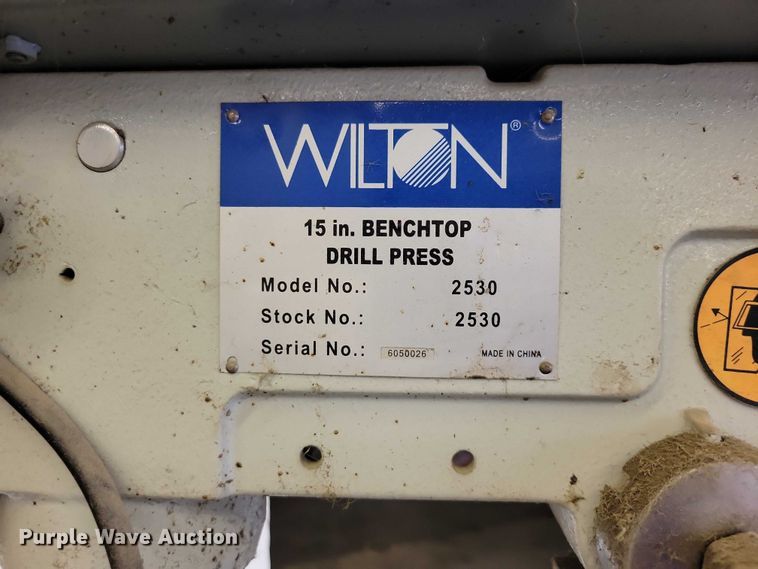 WILTON®
15 in. BENCHTOP
DRILL PRESS
Model No.: 2530
Stock No.: 2530
Serial No.: 6050026 MADE IN CHINA
Purple Wave Auction